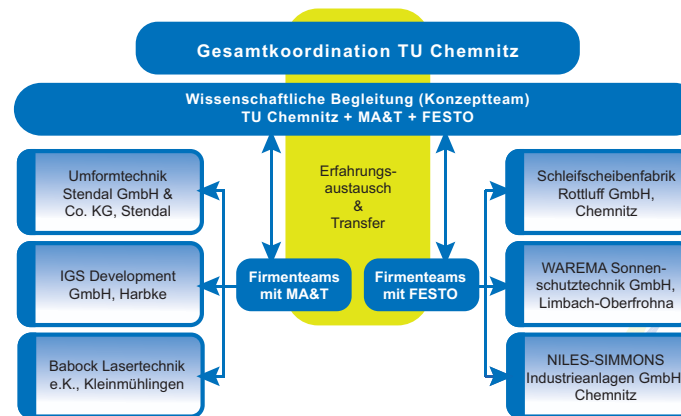 Gesamtkoordination TU Chemnitz
Wissenschaftliche Begleitung (Konzeptteam)
TU Chemnitz + MA&T + FESTO
Umformtechnik
Stendal GmbH &
Co. KG, Stendal
IGS Development
GmbH, Harbke
Babock Lasertechnik
e.K., Kleinmühlingen
Erfahrungs-
austausch
&
Transfer
Firmenteams
mit MA&T
Firmenteams
mit FESTO
Schleifscheibenfabrik
Rottluff GmbH,
Chemnitz
WAREMA Sonnen-
schutztechnik GmbH,
Limbach-Oberfrohna
NILES-SIMMONS
Industrieanlagen GmbH
Chemnitz